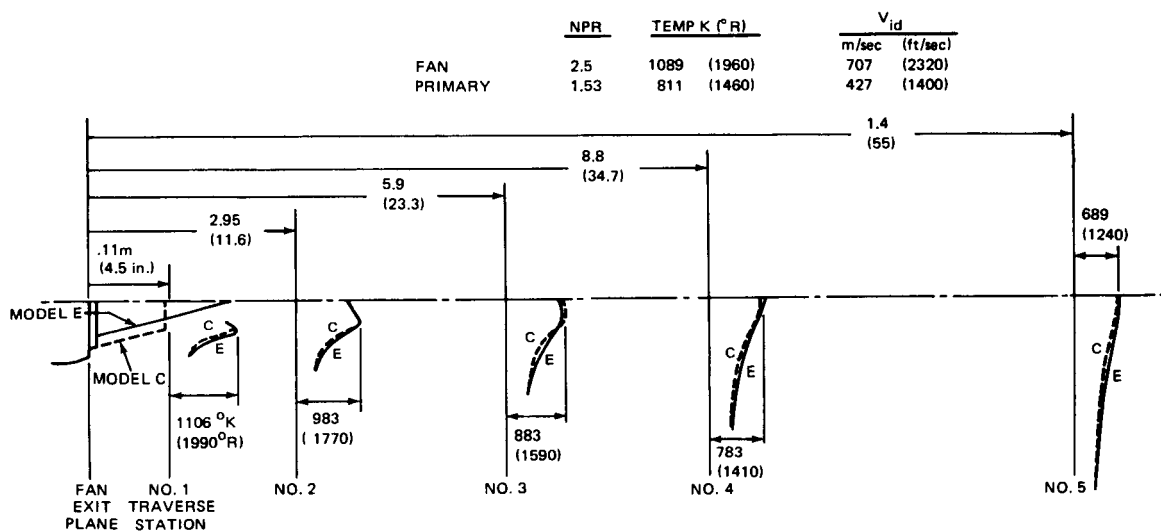 NPR TEMP K (°R) V_id
m/sec (ft/sec)
FAN 2.5 1089 (1960) 707 (2320)
PRIMARY 1.53 811 (1460) 427 (1400)
1.4
(55)
8.8
(34.7)
5.9
(23.3)
2.95
(11.6)
689
(1240)
.11m
(4.5 in.)
MODEL E
MODEL C
C
E
C
E
C
E
C
E
C
E
1106 °K
(1990°R)
983
( 1770)
883
(1590)
783
(1410)
FAN
EXIT
PLANE
NO. 1
TRAVERSE
STATION
NO. 2
NO. 3
NO. 4
NO. 5